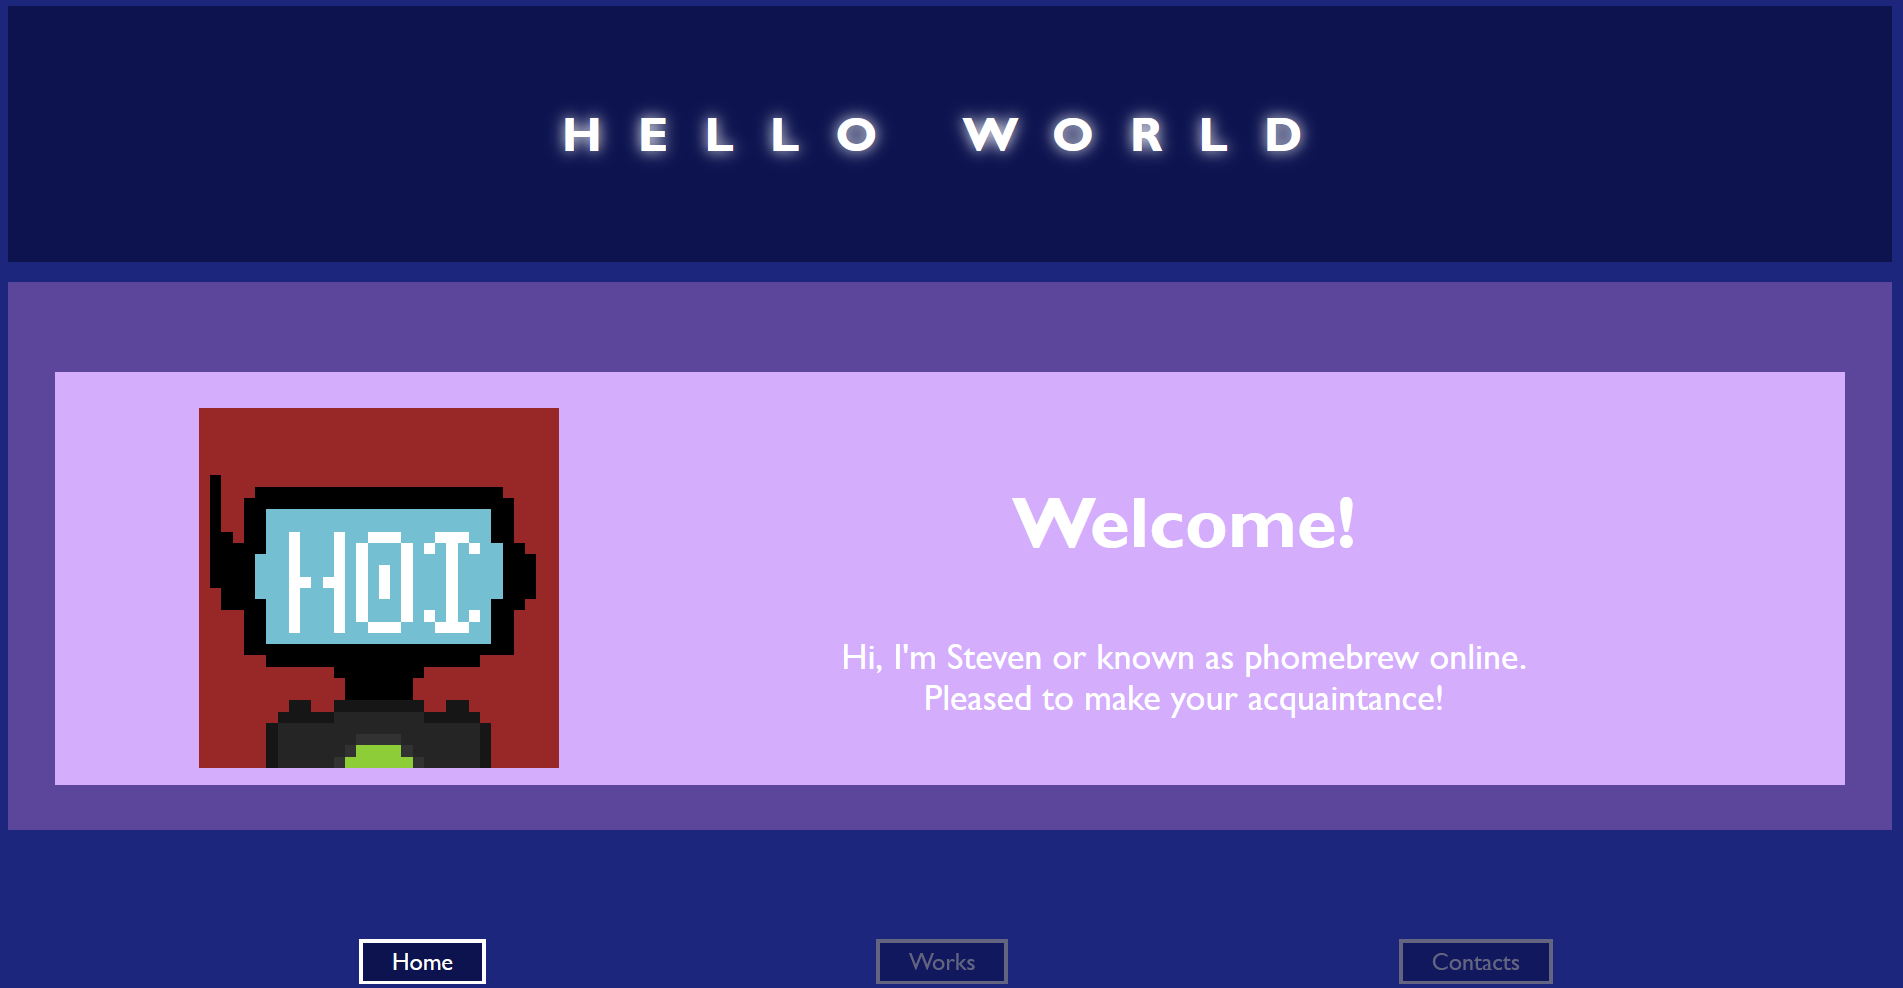 HELLO WORLD
HOI
Welcome!
Hi, I'm Steven or known as phomebrew online.
Pleased to make your acquaintance!
Home
Works
Contacts